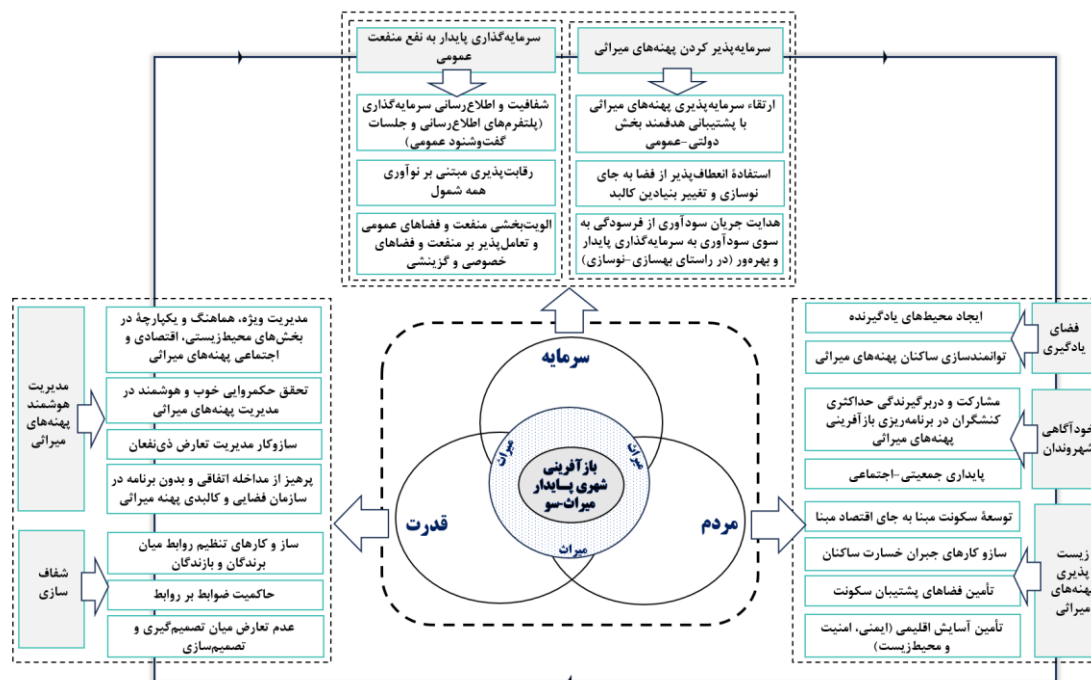 سرمایه‌گذاری پایدار به نفع منفعت
عمومی
شفافیت و اطلاع‌رسانی سرمایه‌گذاری
(پلتفرم‌های اطلاع‌رسانی و جلسات
گفت‌وشنود عمومی)
رقابت‌پذیری مبتنی بر نوآوری
همه شمول
الویت‌بخشی منفعت و فضاهای عمومی
و تعامل‌پذیر بر منفعت و فضاهای
خصوصی و گزینشی
سرمایه‌پذیر کردن پهنه‌های میراثی
ارتقاء سرمایه‌پذیری پهنه‌های میراثی
با پشتیبانی هدفمند بخش
دولتی-عمومی
استفادهٔ انعطاف‌پذیر از فضا به جای
نوسازی و تغییر بنیادین کالبد
هدایت جریان سودآوری از فرسودگی به
سوی سودآوری به سرمایه‌گذاری پایدار
و بهره‌ور (در راستای بهسازی-نوسازی)
فضای
یادگیری
ایجاد محیط‌های یادگیرنده
توانمندسازی ساکنان پهنه‌های میراثی
خودآگاهی
شهروندان
مشارکت و دربرگیرندگی حداکثری
کنشگران در برنامه‌ریزی بازآفرینی
پهنه‌های میراثی
پایداری جمعیتی-اجتماعی
زیست
پذیری
پهنه‌های
میراثی
توسعهٔ سکونت مبنا به جای اقتصاد مبنا
سازو کارهای جبران خسارت ساکنان
تأمین فضاهای پشتیبان سکونت
تأمین آسایش اقلیمی (ایمنی، امنیت
و محیط‌زیست)
سرمایه
مردم
قدرت
میراث
میراث
میراث
بازآفرینی
شهری پــایدار
میراث-سو
مدیریت
هوشمند
پهنه‌های
میراثی
مدیریت ویژه، هماهنگ و یکپارچهٔ در
بخش‌های محیط‌زیستی، اقتصادی و
اجتماعی پهنه‌های میراثی
تحقق حکمروایی خوب و هوشمند در
مدیریت پهنه‌های میراثی
سازوکار مدیریت تعارض ذی‌نفعان
پرهیز از مداخله اتفاقی و بدون برنامه در
سازمان فضایی و کالبدی پهنه میراثی
شفاف
سازی
ساز و کارهای تنظیم روابط میان
برندگان و بازندگان
حاکمیت ضوابط بر روابط
عدم تعارض میان تصمیم‌گیری و
تصمیم‌سازی